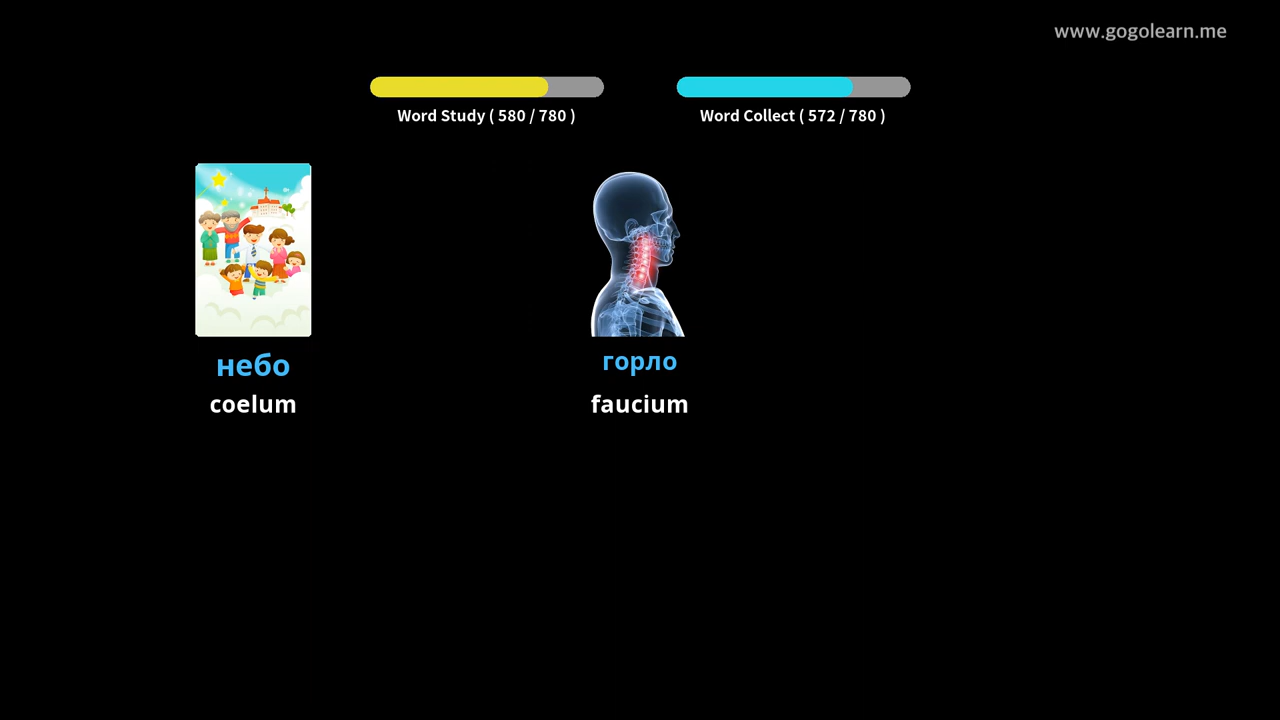 www.gogolearn.me
Word Study ( 580 / 780 )
Word Collect ( 572 / 780 )
небо
coelum
горло
faucium